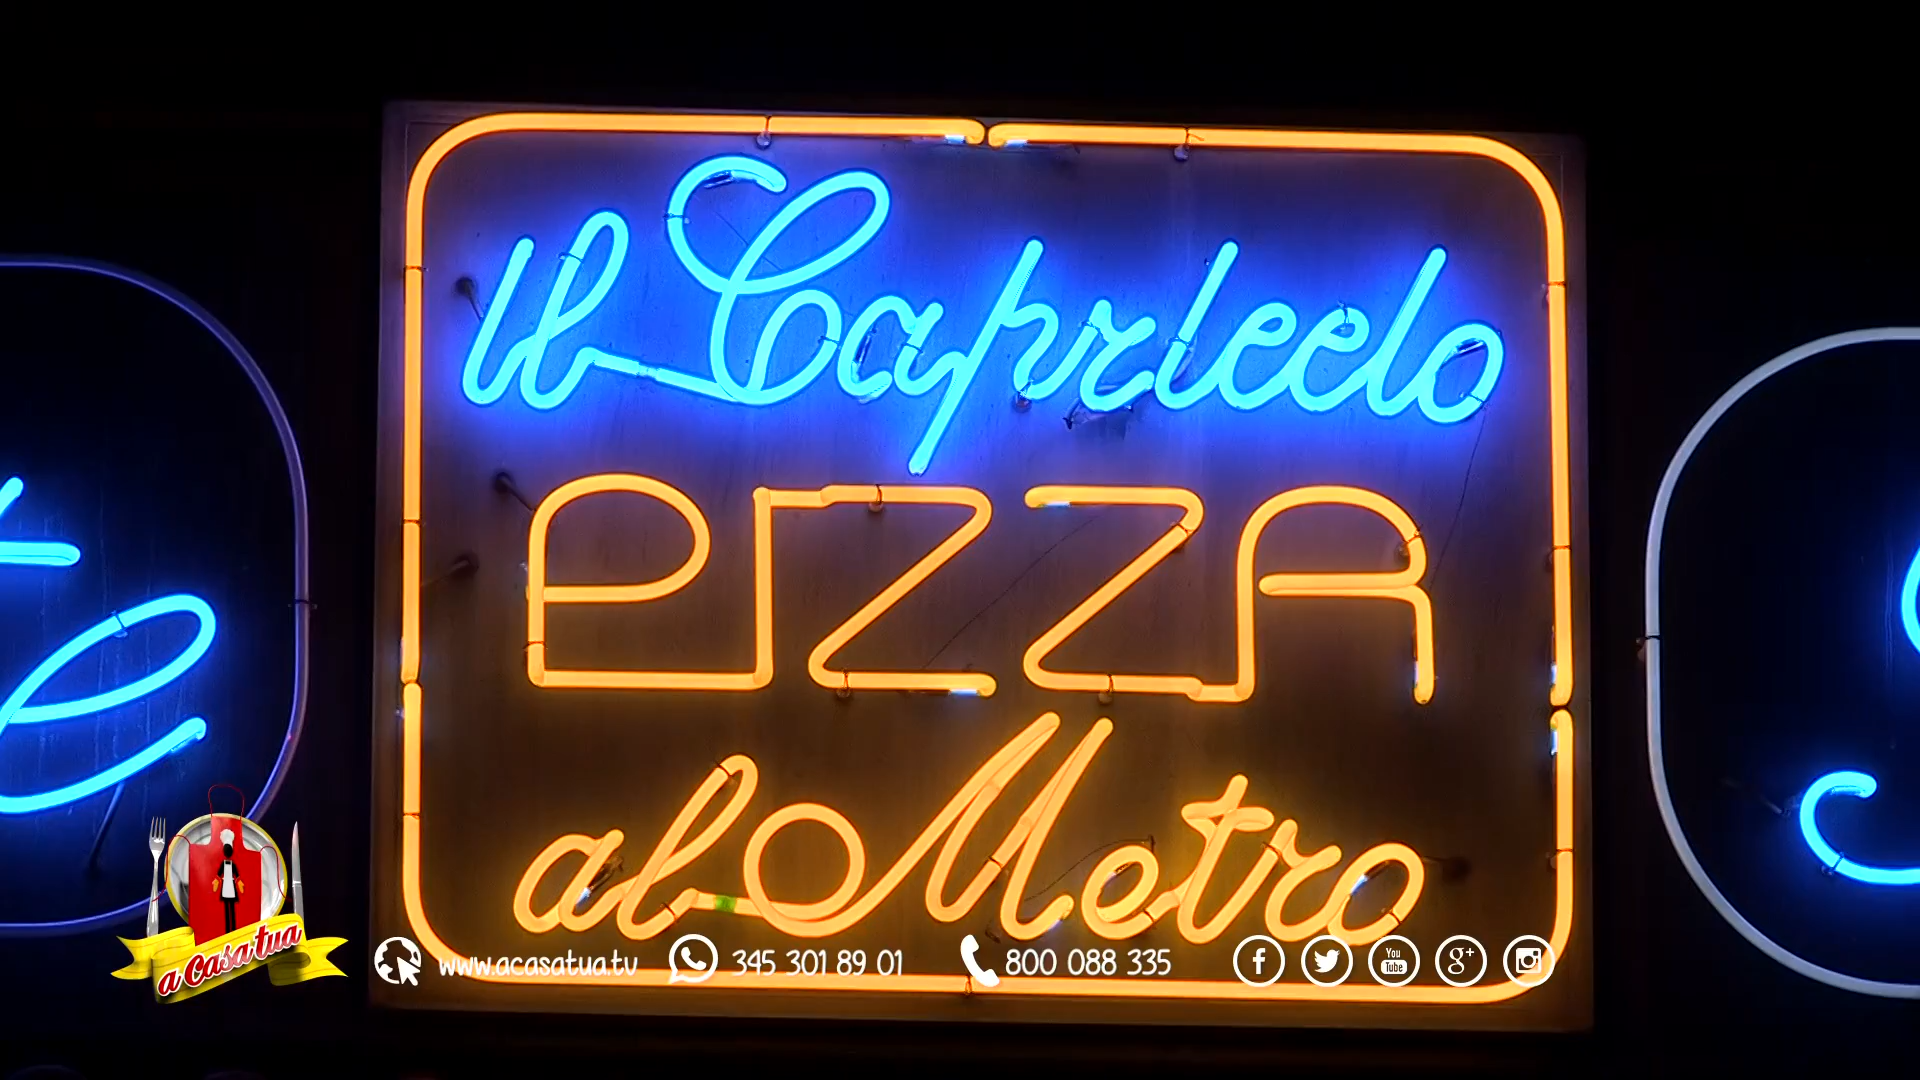 Il Capriccio
PIZZA
al Metro
te
a Casa tua
www.acasatua.tv
345 301 89 01
800 088 335
f
You
Tube
g+